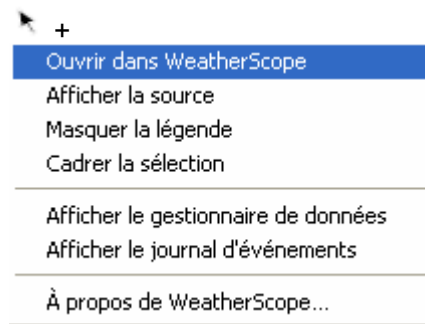 +
Ouvrir dans WeatherScope
Afficher la source
Masquer la légende
Cadrer la sélection
Afficher le gestionnaire de données
Afficher le journal d'événements
À propos de WeatherScope...